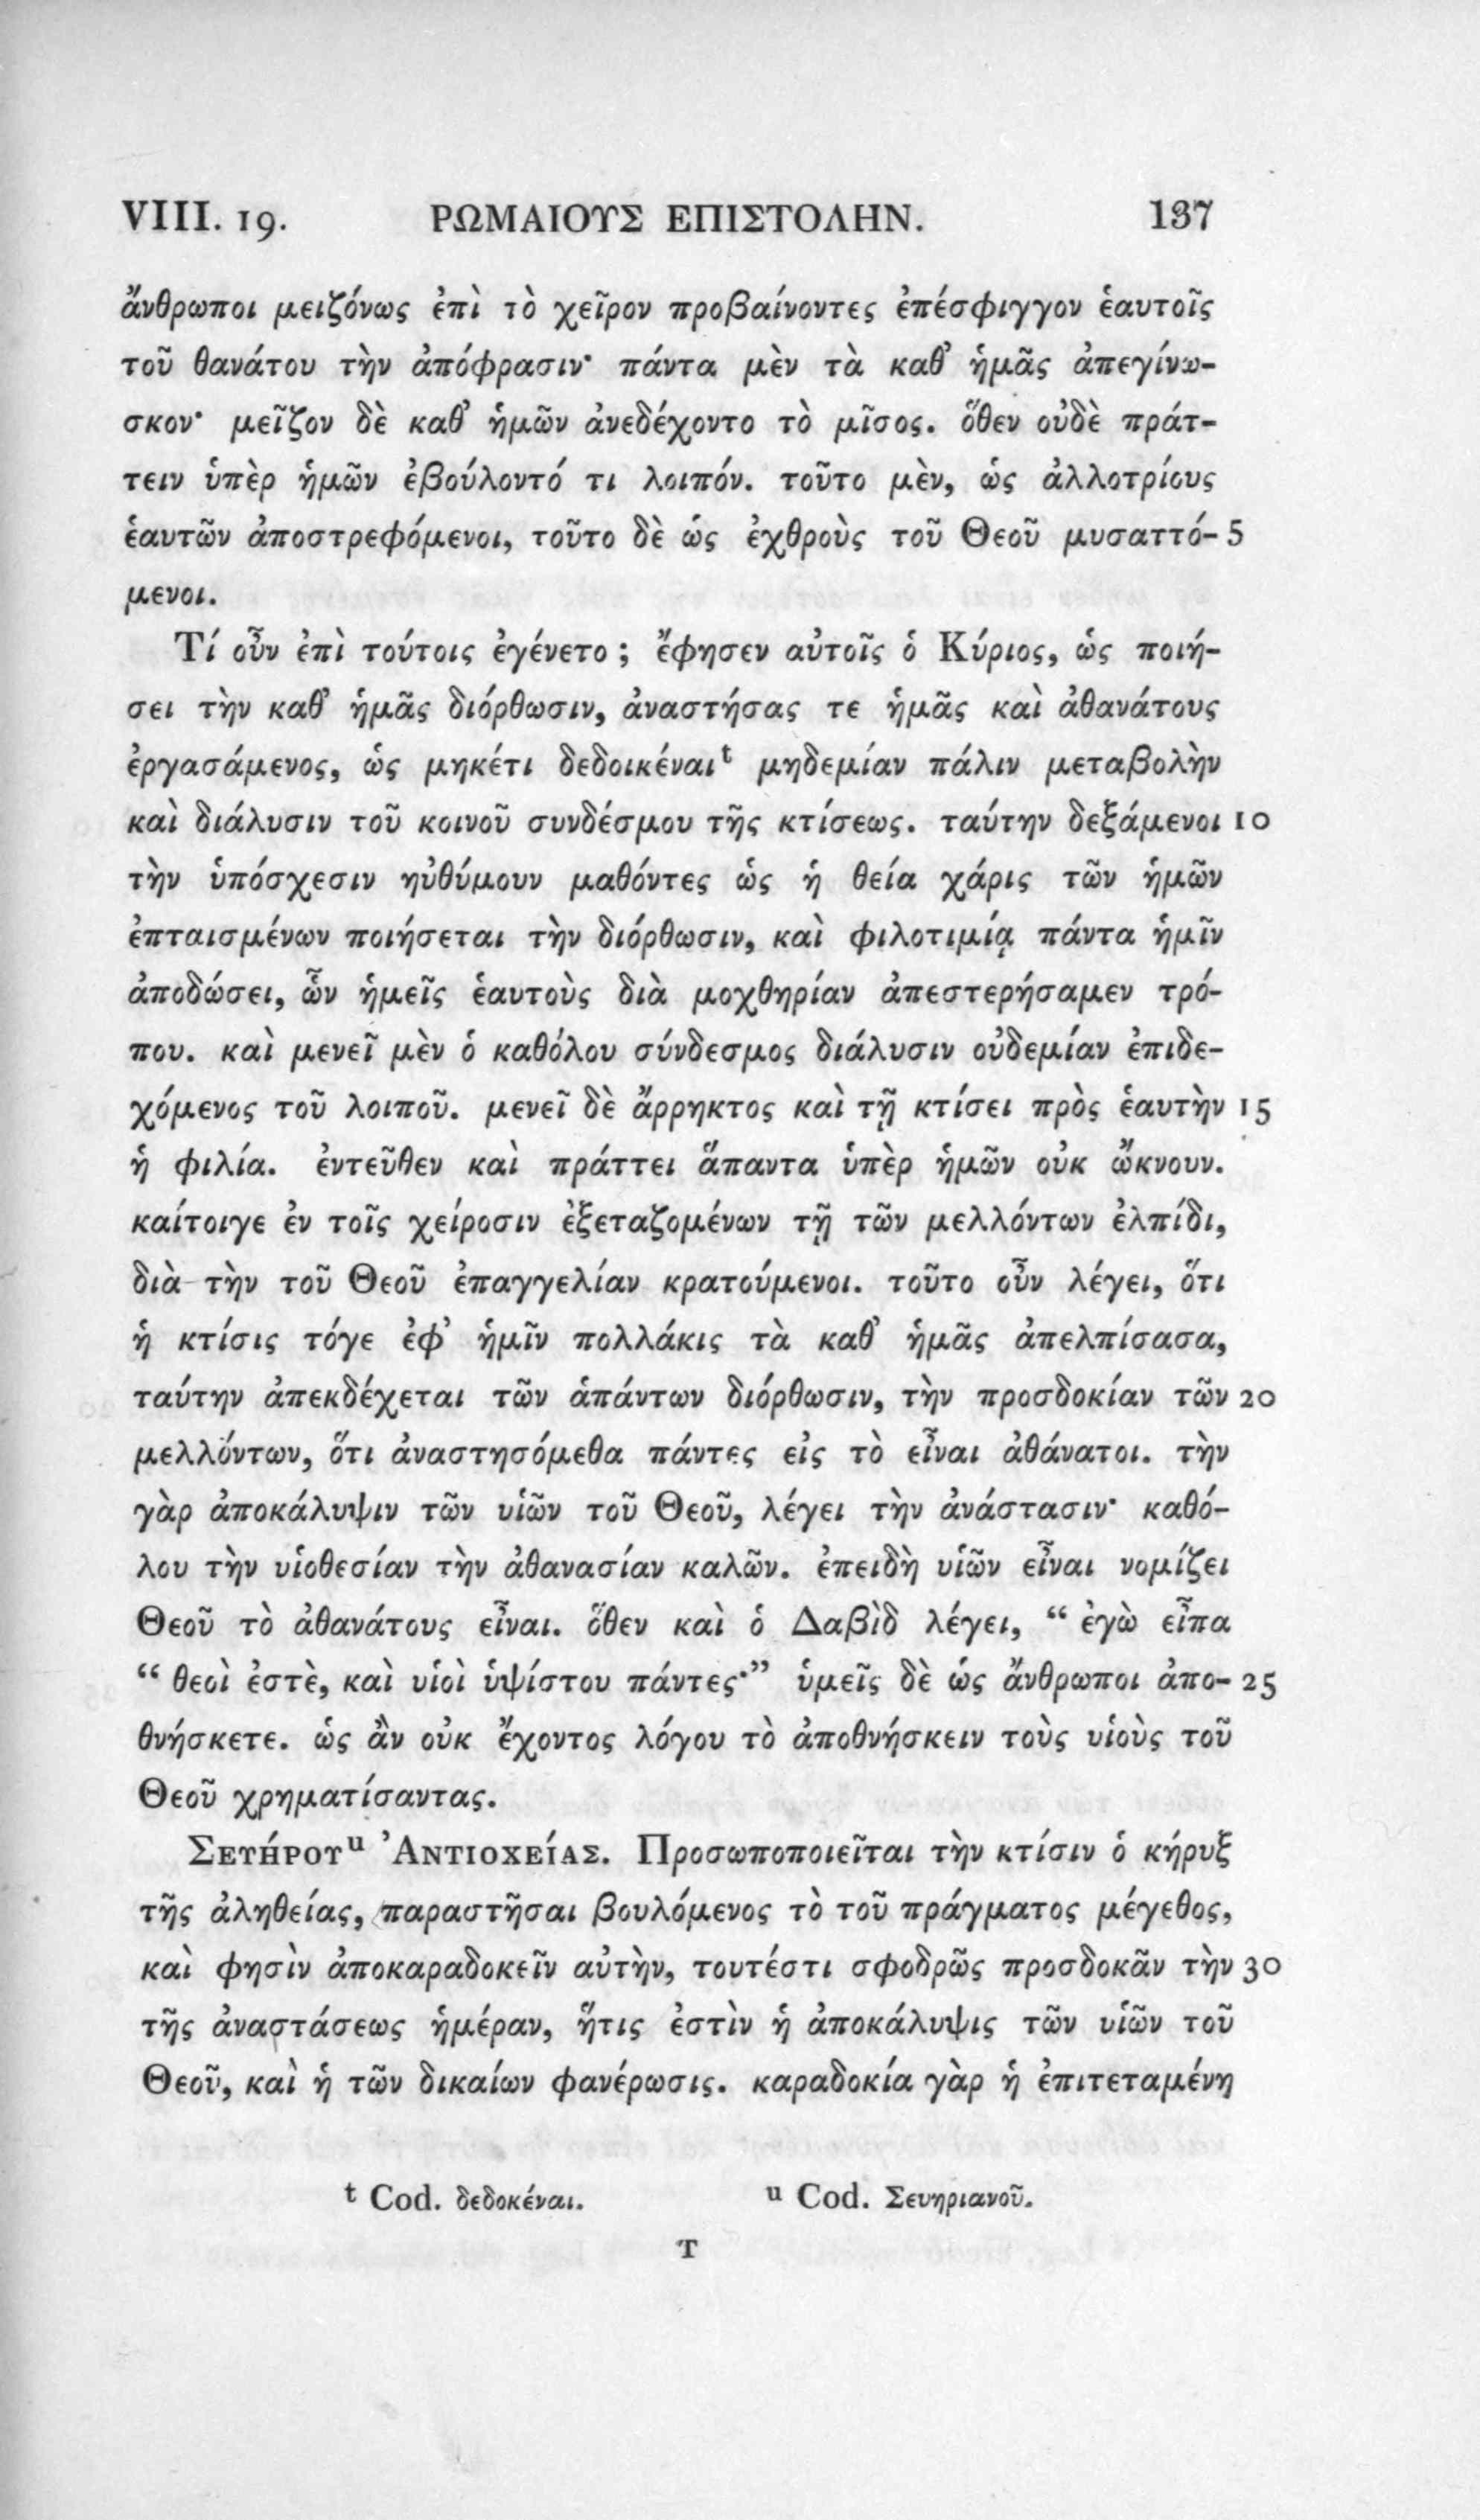 VIII. 19. ΡΩΜΑΙΟΥΣ ΕΠΙΣΤΟΛΗΝ. 137
ἄνθρωποι μειζόνως ἐπὶ τὸ χεῖρον προβαίνοντες ἐπέσφιγγον ἑαυτοῖς
τοῦ θανάτου τὴν ἀπόφρασιν· πάντα μὲν τὰ καθ' ἡμᾶς ἀπεγίνω-
σκον· μεῖζον δὲ καθ' ἡμῶν ἀνεδέχοντο τὸ μῖσος. ὅθεν οὐδὲ πράτ-
τειν ὑπὲρ ἡμῶν ἐβούλοντό τι λοιπόν. τοῦτο μὲν, ὡς ἀλλοτρίους
ἑαυτῶν ἀποστρεφόμενοι, τοῦτο δὲ ὡς ἐχθροὺς τοῦ Θεοῦ μυσαττό- 5
μενοι.
Τί οὖν ἐπὶ τούτοις ἐγένετο ; ἔφησεν αὐτοῖς ὁ Κύριος, ὡς ποιή-
σει τὴν καθ' ἡμᾶς διόρθωσιν, ἀναστήσας τε ἡμᾶς καὶ ἀθανάτους
ἐργασάμενος, ὡς μηκέτι δεδοικέναι t μηδεμίαν πάλιν μεταβολὴν
καὶ διάλυσιν τοῦ κοινοῦ συνδέσμου τῆς κτίσεως. ταύτην δεξάμενοι 10
τὴν ὑπόσχεσιν ηὐθύμουν μαθόντες ὡς ἡ θεία χάρις τῶν ἡμῶν
ἐπταισμένων ποιήσεται τὴν διόρθωσιν, καὶ φιλοτιμίᾳ πάντα ἡμῖν
ἀποδώσει, ὧν ἡμεῖς ἑαυτοὺς διὰ μοχθηρίαν ἀπεστερήσαμεν τρό-
που. καὶ μενεῖ μὲν ὁ καθόλου σύνδεσμος διάλυσιν οὐδεμίαν ἐπιδε-
χόμενος τοῦ λοιποῦ. μενεῖ δὲ ἄρρηκτος καὶ τῇ κτίσει πρὸς ἑαυτὴν 15
ἡ φιλία. ἐντεῦθεν καὶ πράττει ἅπαντα ὑπὲρ ἡμῶν οὐκ ὤκνουν.
καίτοιγε ἐν τοῖς χείροσιν ἐξεταζομένων τῇ τῶν μελλόντων ἐλπίδι,
διὰ τὴν τοῦ Θεοῦ ἐπαγγελίαν κρατούμενοι. τοῦτο οὖν λέγει, ὅτι
ἡ κτίσις τόγε ἐφ' ἡμῖν πολλάκις τὰ καθ' ἡμᾶς ἀπελπίσασα,
ταύτην ἀπεκδέχεται τῶν ἁπάντων διόρθωσιν, τὴν προσδοκίαν τῶν 20
μελλόντων, ὅτι ἀναστησόμεθα πάντες εἰς τὸ εἶναι ἀθάνατοι. τὴν
γὰρ ἀποκάλυψιν τῶν υἱῶν τοῦ Θεοῦ, λέγει τὴν ἀνάστασιν· καθό-
λου τὴν υἱοθεσίαν τὴν ἀθανασίαν καλῶν. ἐπειδὴ υἱῶν εἶναι νομίζει
Θεοῦ τὸ ἀθανάτους εἶναι. ὅθεν καὶ ὁ Δαβὶδ λέγει, “ ἐγὼ εἶπα
“ θεοὶ ἐστὲ, καὶ υἱοὶ ὑψίστου πάντες·” ὑμεῖς δὲ ὡς ἄνθρωποι ἀπο- 25
θνήσκετε. ὡς ἂν οὐκ ἔχοντος λόγου τὸ ἀποθνήσκειν τοὺς υἱοὺς τοῦ
Θεοῦ χρηματίσαντας.
ΣΕΥΉΡΟΥ u ἈΝΤΙΟΧΕΊΑΣ. Προσωποποιεῖται τὴν κτίσιν ὁ κήρυξ
τῆς ἀληθείας, παραστῆσαι βουλόμενος τὸ τοῦ πράγματος μέγεθος,
καὶ φησὶν ἀποκαραδοκεῖν αὐτὴν, τουτέστι σφοδρῶς προσδοκᾶν τὴν 30
τῆς ἀναστάσεως ἡμέραν, ἥτις ἐστὶν ἡ ἀποκάλυψις τῶν υἱῶν τοῦ
Θεοῦ, καὶ ἡ τῶν δικαίων φανέρωσις. καραδοκία γὰρ ἡ ἐπιτεταμένη
t Cod. δεδοκέναι. u Cod. Σευηριανοῦ.
T